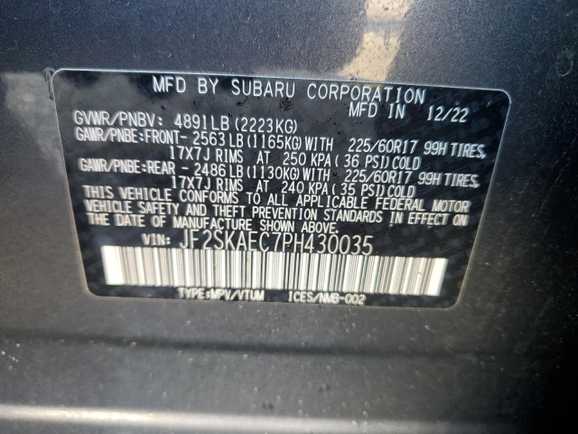 MFD BY SUBARU CORPORATION
MFD IN 12/22
GVWR/PNBV: 4891LB(2223KG)
GAWR/PNBE:FRONT- 2563LB(1165KG)WITH 225/60R17 99H TIRES,
17X7J RIMS AT 250 KPA(36 PSI)COLD
GAWR/PNBE:REAR - 2486LB(1130KG)WITH 225/60R17 99H TIRES,
17X7J RIMS AT 240 KPA(35 PSI)COLD
THIS VEHICLE CONFORMS TO ALL APPLICABLE FEDERAL MOTOR
VEHICLE SAFETY AND THEFT PREVENTION STANDARDS IN EFFECT ON
THE DATE OF MANUFACTURE SHOWN ABOVE.
VIN: JF2SKAEC7PH430035
TYPE:MPV/VTUM ICES/NMB-002